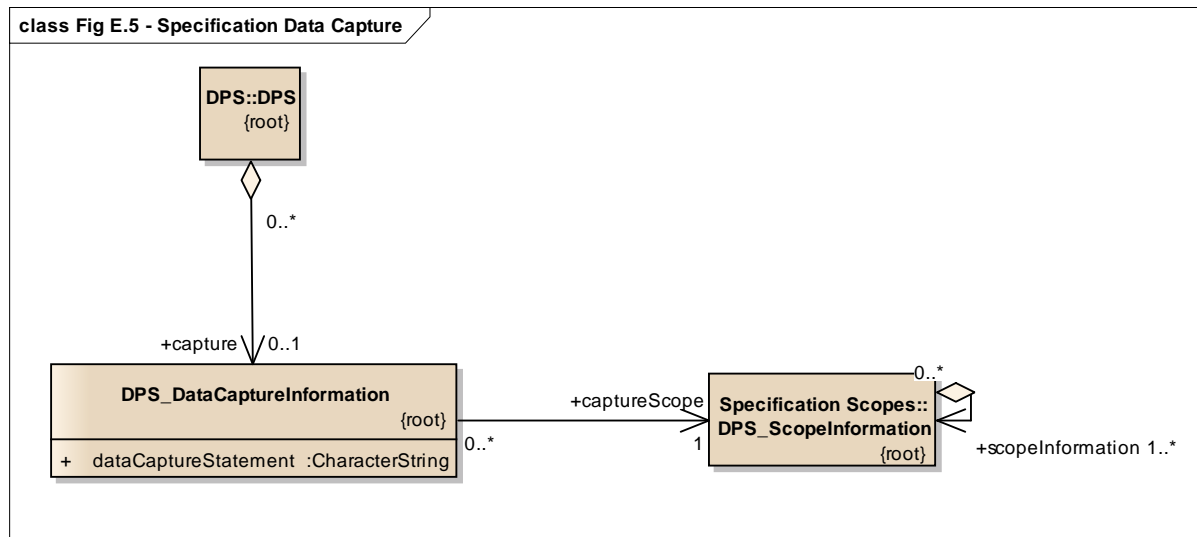 class Fig E.5 - Specification Data Capture
DPS::DPS
{root}
0..*
+capture 0..1
DPS_DataCaptureInformation
{root}
+ dataCaptureStatement :CharacterString
0..*
+captureScope
1
0..*
Specification Scopes::
DPS_ScopeInformation
{root}
+scopeInformation 1..*